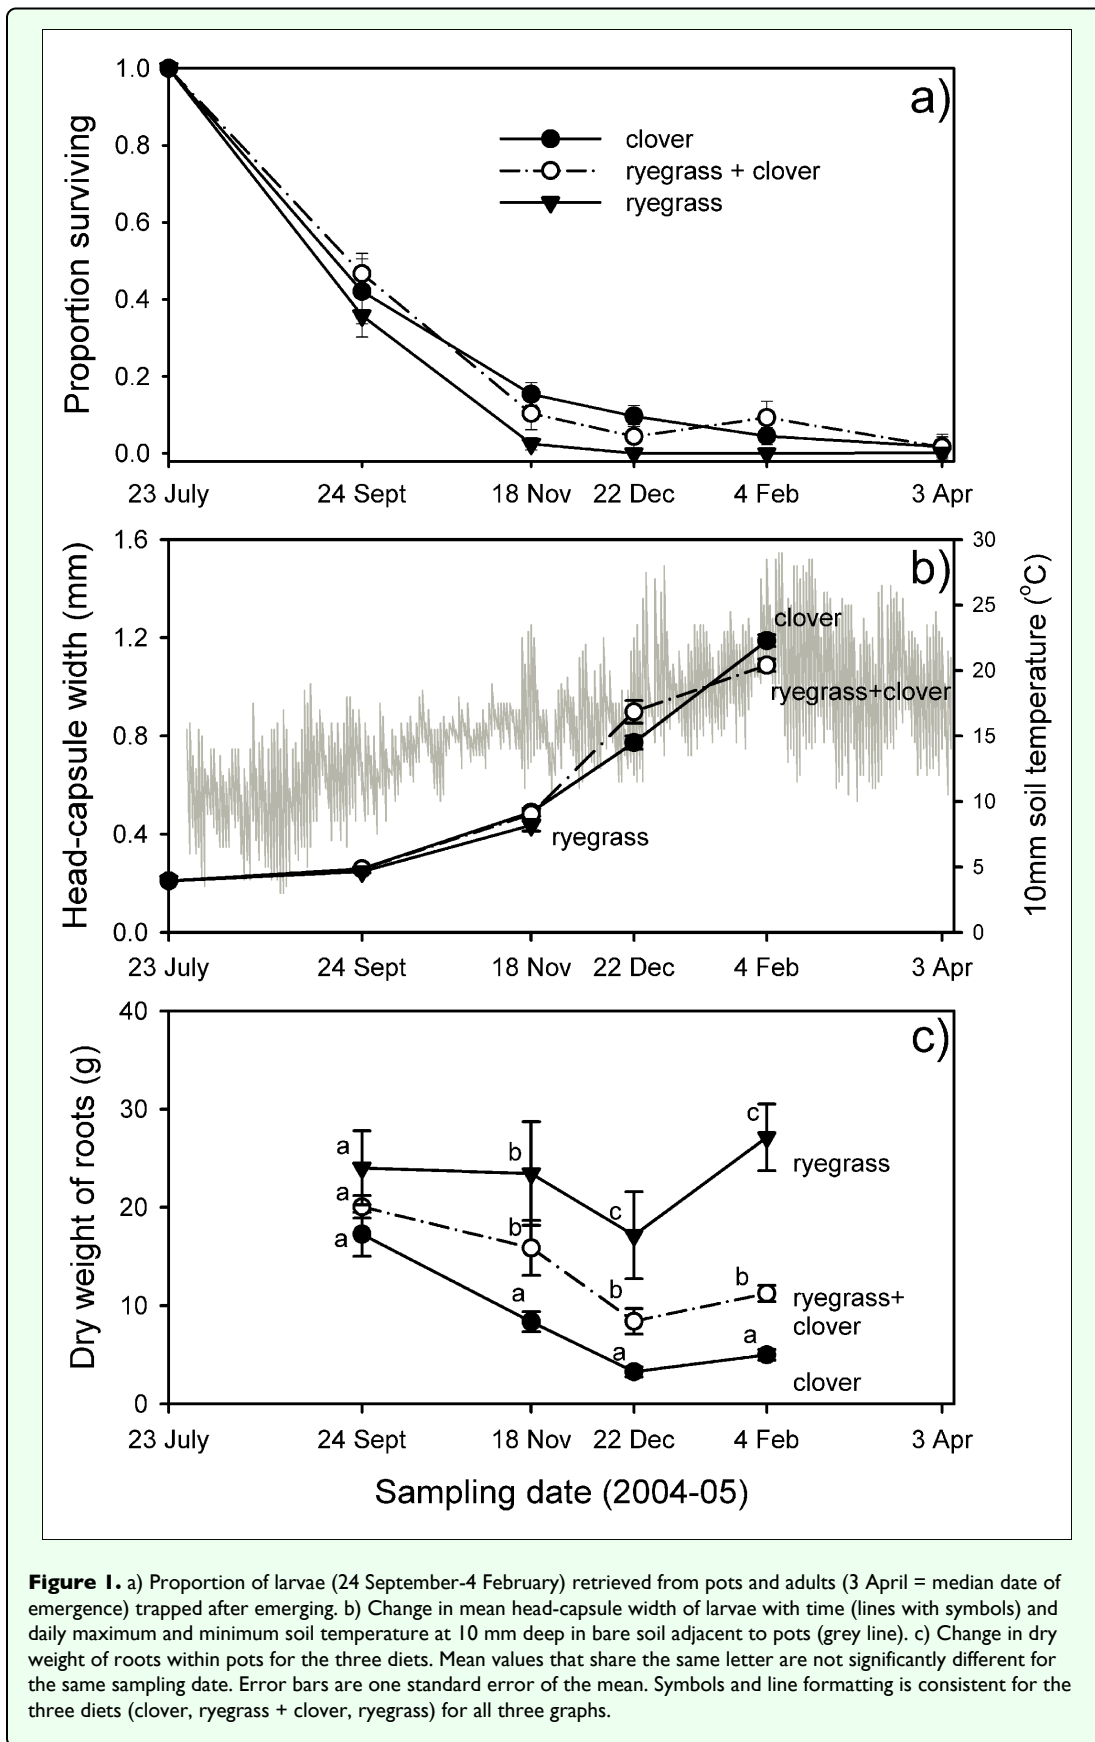 a)
1.0
0.8
0.6
0.4
0.2
0.0
Proportion surviving
clover
ryegrass + clover
ryegrass
23 July 24 Sept 18 Nov 22 Dec 4 Feb 3 Apr
b)
1.6
1.2
0.8
0.4
0.0
Head-capsule width (mm)
30
25
20
15
10
5
0
10mm soil temperature (°C)
clover
ryegrass+clover
ryegrass
23 July 24 Sept 18 Nov 22 Dec 4 Feb 3 Apr
c)
40
30
20
10
0
Dry weight of roots (g)
a
b
c
c
a
b
b
b
a
a
a
a
ryegrass
ryegrass+
clover
clover
23 July 24 Sept 18 Nov 22 Dec 4 Feb 3 Apr
Sampling date (2004-05)
Figure 1. a) Proportion of larvae (24 September-4 February) retrieved from pots and adults (3 April = median date of
emergence) trapped after emerging. b) Change in mean head-capsule width of larvae with time (lines with symbols) and
daily maximum and minimum soil temperature at 10 mm deep in bare soil adjacent to pots (grey line). c) Change in dry
weight of roots within pots for the three diets. Mean values that share the same letter are not significantly different for
the same sampling date. Error bars are one standard error of the mean. Symbols and line formatting is consistent for the
three diets (clover, ryegrass + clover, ryegrass) for all three graphs.